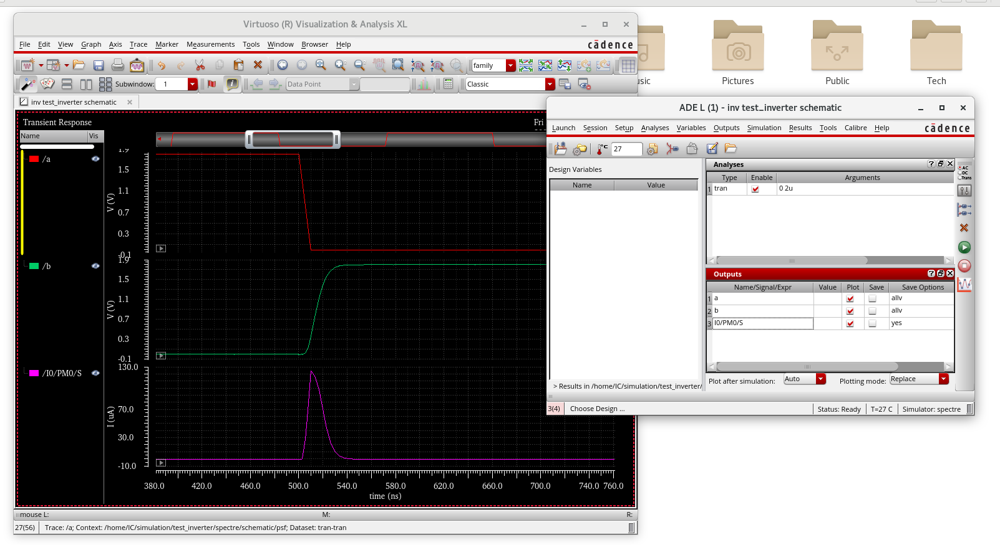 Virtuoso (R) Visualization & Analysis XL
File Edit View Graph Axis Trace Marker Measurements Tools Window Browser Help
cādence
family
Subwindow: 1
Data Point
Classic
inv test_inverter schematic
Transient Response
Fri
Name Vis
/a
1.9
1.5
1.1
0.7
0.3
-0.1
V (V)
/b
1.9
1.5
1.1
0.7
0.3
-0.1
V (V)
/I0/PM0/S
130.0
70.0
30.0
-10.0
I (uA)
380.0 420.0 460.0 500.0 540.0 580.0 620.0 660.0 700.0 740.0 760.0
time (ns)
mouse L: M: R:
27(56) Trace: /a; Context: /home/IC/simulation/test_inverter/spectre/schematic/psf; Dataset: tran-tran
usic
Pictures
Public
Tech
ADE L (1) - inv test_inverter schematic
Launch Session Setup Analyses Variables Outputs Simulation Results Tools Calibre Help
cādence
°C 27
Design Variables
Name Value
Analyses
Type Enable Arguments
1 tran 0 2u
AC
DC
Trans
Outputs
Name/Signal/Expr Value Plot Save Save Options
1 a allv
2 b allv
3 I0/PM0/S yes
Plot after simulation: Auto Plotting mode: Replace
> Results in /home/IC/simulation/test_inverter/
3(4) Choose Design ... Status: Ready T=27 C Simulator: spectre